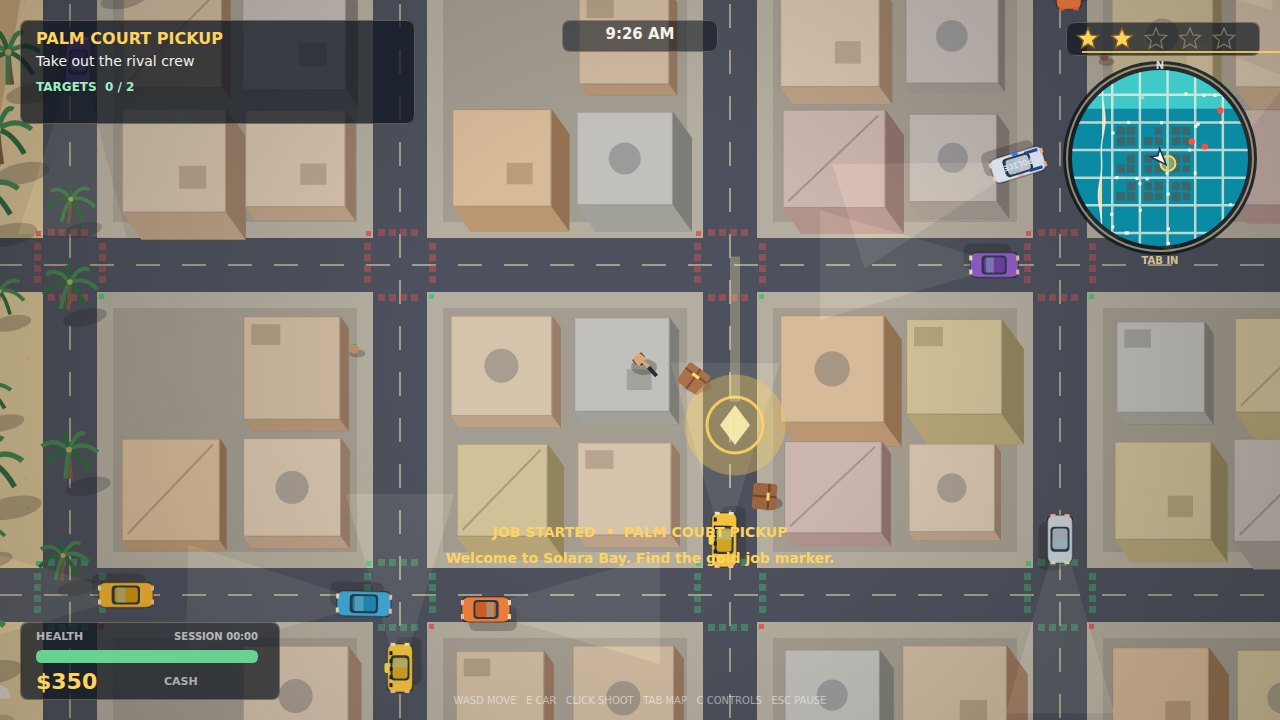 PALM COURT PICKUP
Take out the rival crew
TARGETS 0 / 2
9:26 AM
N
POLICE
TAB IN
JOB STARTED • PALM COURT PICKUP
Welcome to Solara Bay. Find the gold job marker.
HEALTH SESSION 00:00
$350 CASH
WASD MOVE E CAR CLICK SHOOT TAB MAP C CONTROLS ESC PAUSE